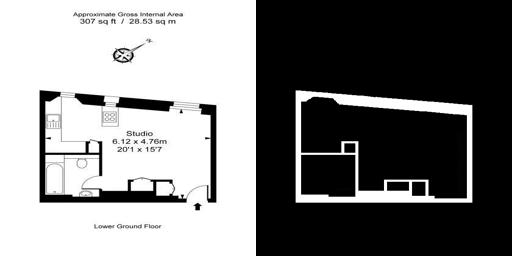 Approximate Gross Internal Area
307 sq ft / 28.53 sq m
N
Studio
6.12 x 4.76m
20'1 x 15'7
Lower Ground Floor